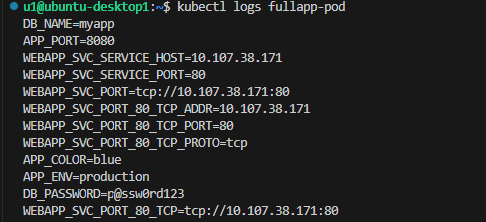 u1@ubuntu-desktop1:~$ kubectl logs fullapp-pod
DB_NAME=myapp
APP_PORT=8080
WEBAPP_SVC_SERVICE_HOST=10.107.38.171
WEBAPP_SVC_SERVICE_PORT=80
WEBAPP_SVC_PORT=tcp://10.107.38.171:80
WEBAPP_SVC_PORT_80_TCP_ADDR=10.107.38.171
WEBAPP_SVC_PORT_80_TCP_PORT=80
WEBAPP_SVC_PORT_80_TCP_PROTO=tcp
APP_COLOR=blue
APP_ENV=production
DB_PASSWORD=p@ssw0rd123
WEBAPP_SVC_PORT_80_TCP=tcp://10.107.38.171:80